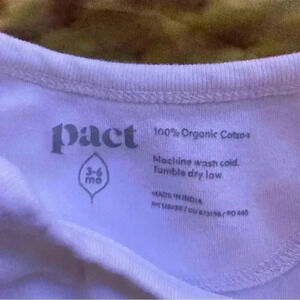 pact
100% Organic Cotton
3-6
mo
Machine wash cold.
Tumble dry low.
MADE IN INDIA